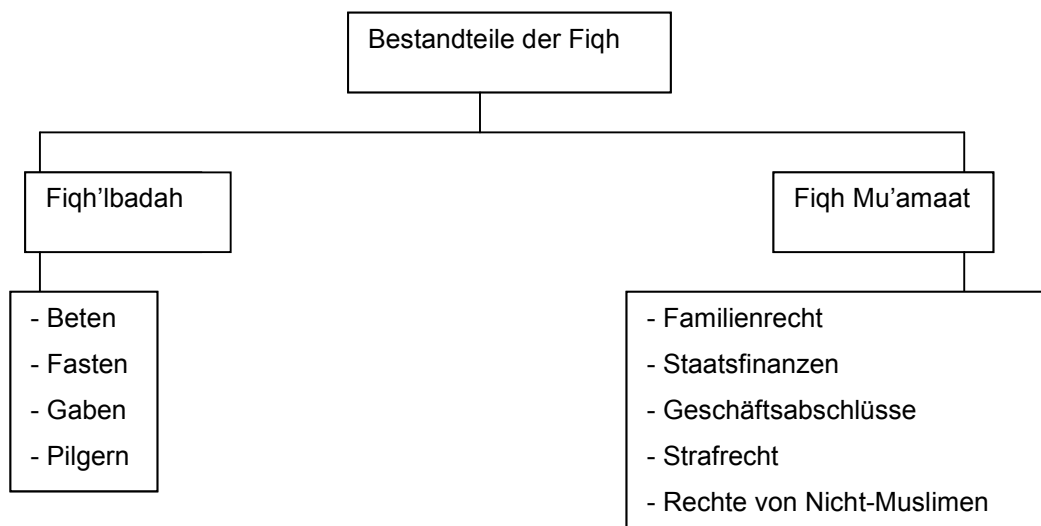 Bestandteile der Fiqh
Fiqh'Ibadah
Fiqh Mu'amaat
- Beten
- Fasten
- Gaben
- Pilgern
- Familienrecht
- Staatsfinanzen
- Geschäftsabschlüsse
- Strafrecht
- Rechte von Nicht-Muslimen